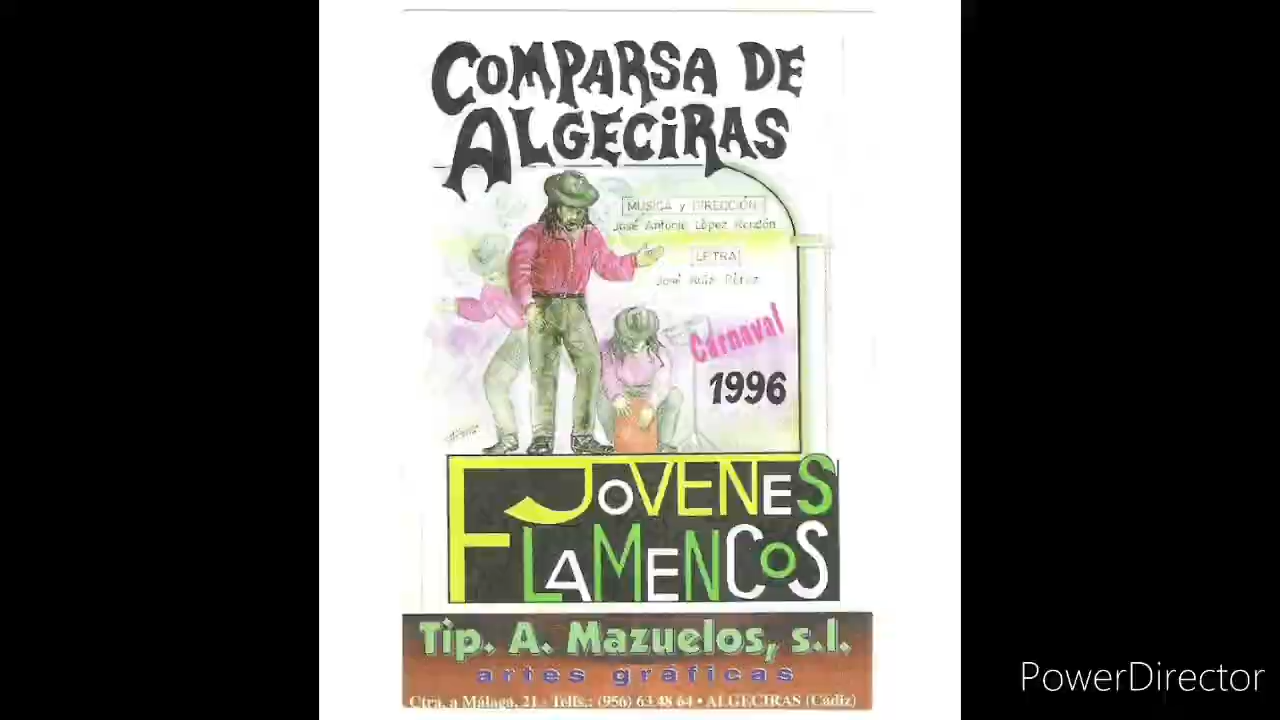 COMPARSA DE
ALGECIRAS
MUSICA y DIRECCIÓN
José Antonio López Rendón
LETRA
José Ruiz Pérez
Carnaval
1996
JOVENES
FLAMENCOS
Tip. A. Mazuelos, s.l.
artes gráficas
Ctra. a Málaga, 21 - Telfs.: (956) 63 48 64 • ALGECIRAS (Cádiz)
PowerDirector